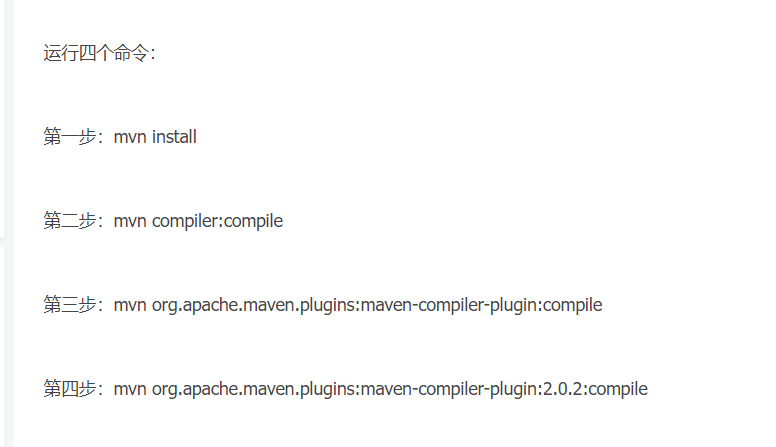 运行四个命令：
第一步：mvn install
第二步：mvn compiler:compile
第三步：mvn org.apache.maven.plugins:maven-compiler-plugin:compile
第四步：mvn org.apache.maven.plugins:maven-compiler-plugin:2.0.2:compile